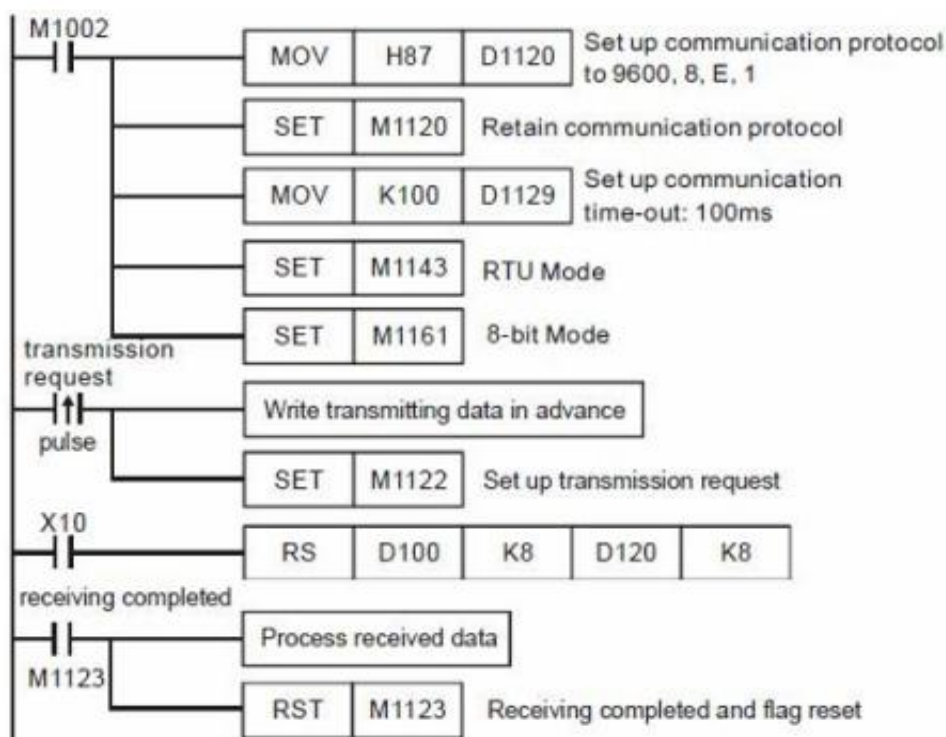 M1002
MOV H87 D1120 Set up communication protocol
to 9600, 8, E, 1
SET M1120 Retain communication protocol
MOV K100 D1129 Set up communication
time-out: 100ms
SET M1143 RTU Mode
SET M1161 8-bit Mode
transmission
request
Write transmitting data in advance
pulse
SET M1122 Set up transmission request
X10
RS D100 K8 D120 K8
receiving completed
Process received data
M1123
RST M1123 Receiving completed and flag reset